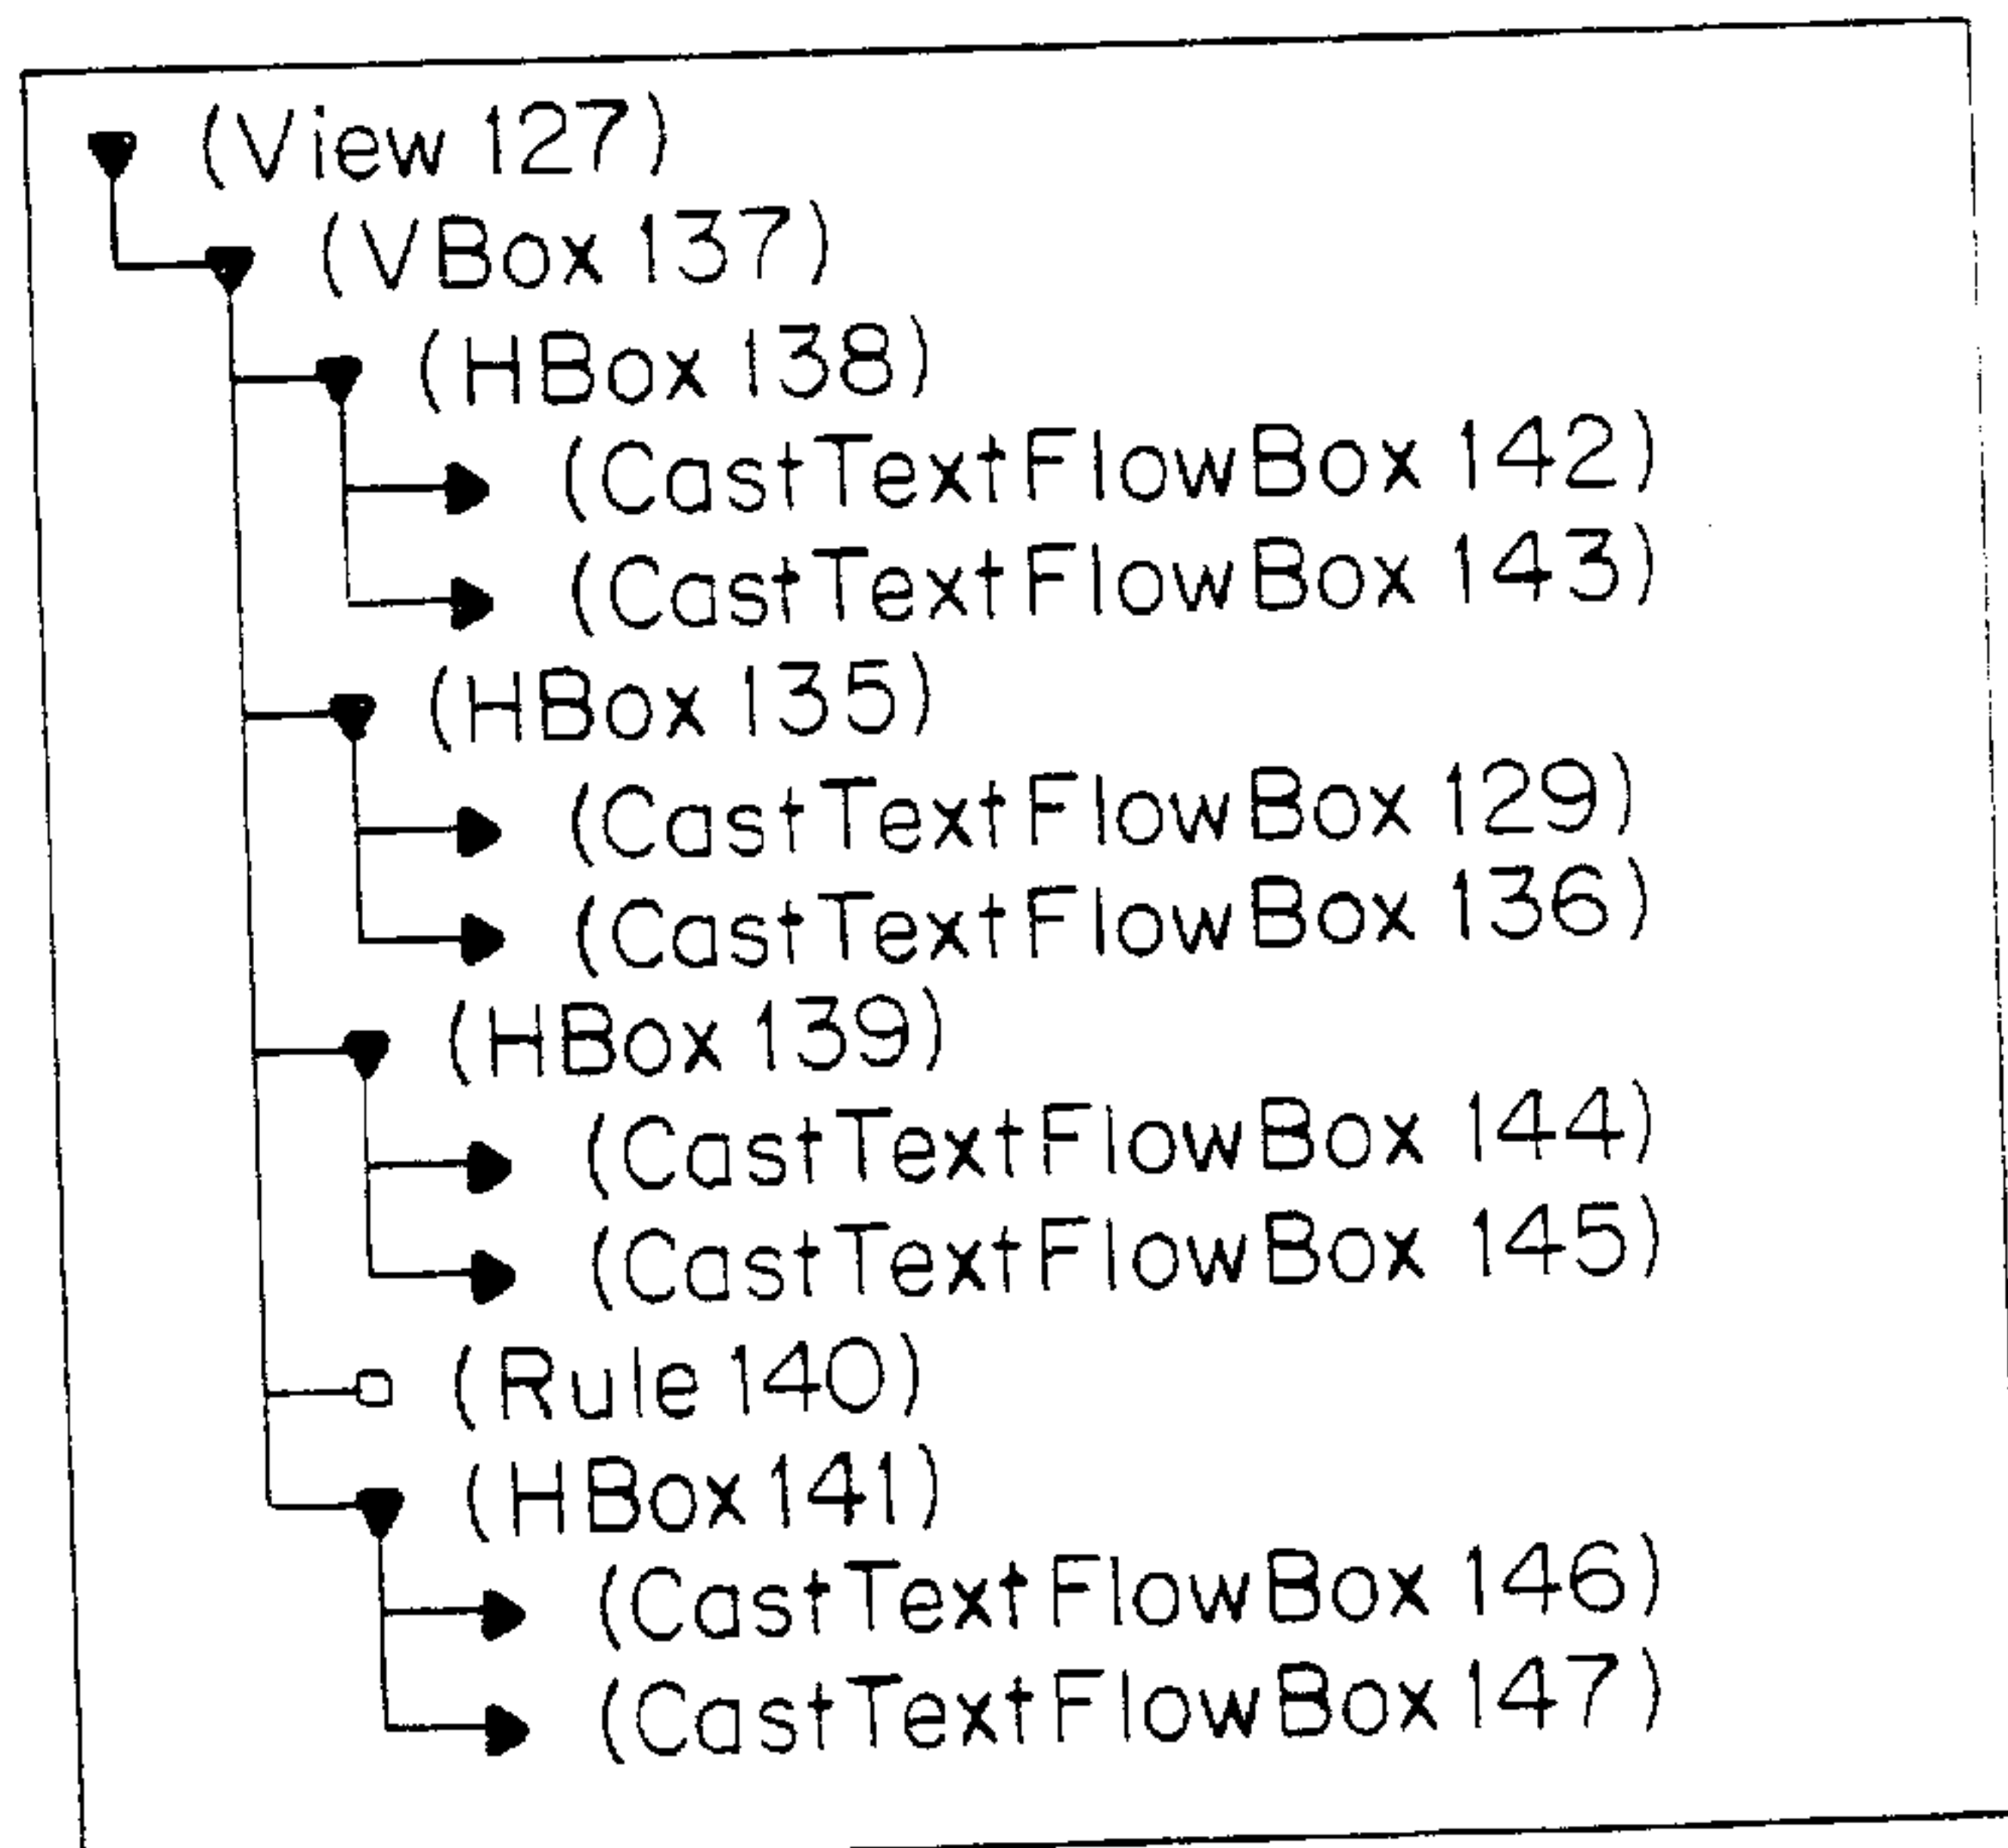 (View 127)
(VBox 137)
(HBox 138)
(CastTextFlowBox 142)
(CastTextFlowBox 143)
(HBox 135)
(CastTextFlowBox 129)
(CastTextFlowBox 136)
(HBox 139)
(CastTextFlowBox 144)
(CastTextFlowBox 145)
(Rule 140)
(HBox 141)
(CastTextFlowBox 146)
(CastTextFlowBox 147)